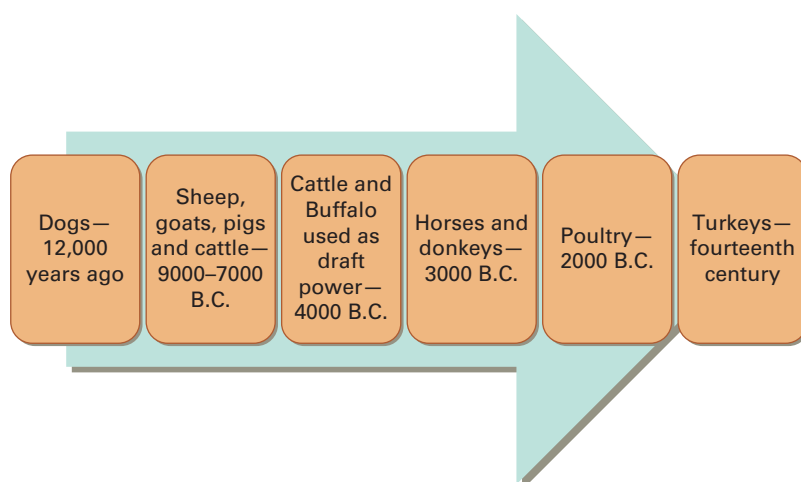 Dogs—
12,000
years ago
Sheep,
goats, pigs
and cattle—
9000–7000
B.C.
Cattle and
Buffalo
used as
draft
power—
4000 B.C.
Horses and
donkeys—
3000 B.C.
Poultry—
2000 B.C.
Turkeys—
fourteenth
century